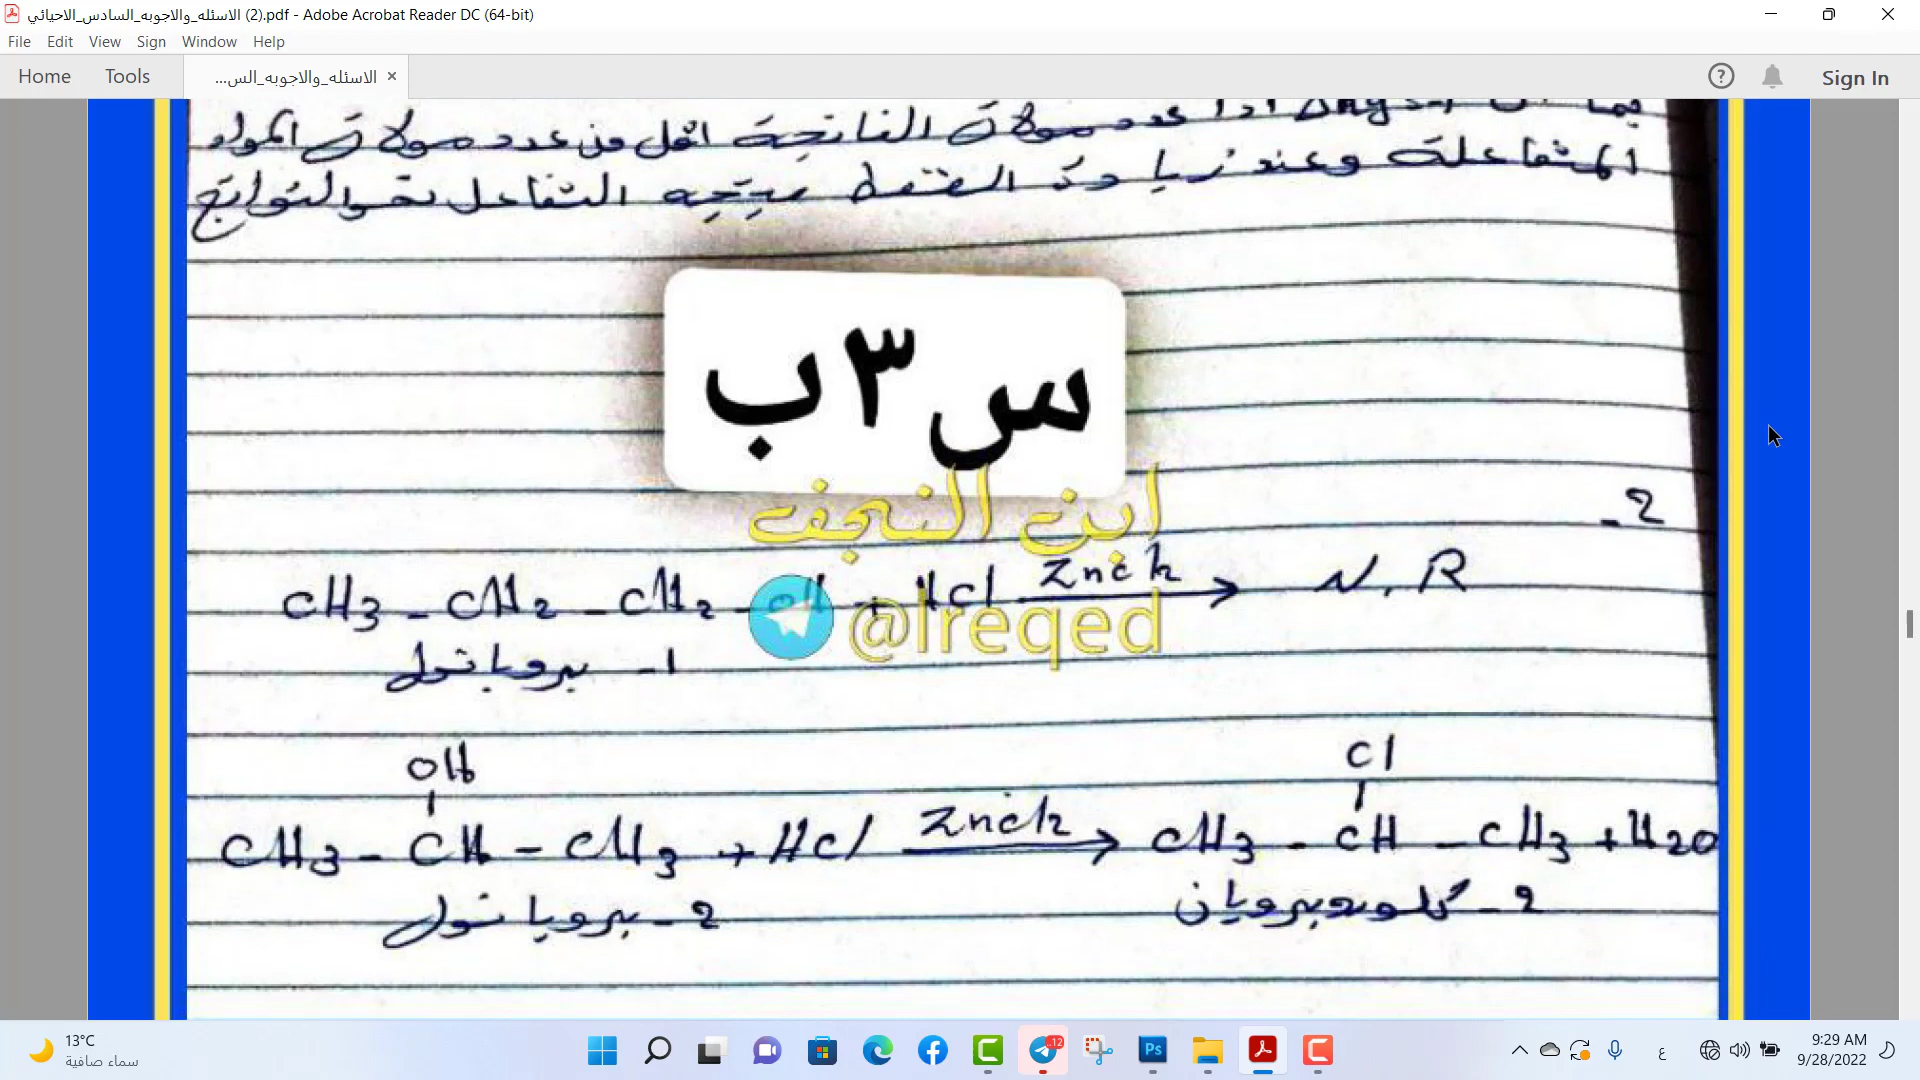 الاسئله_والاجوبه_السادس_الاحيائي (2).pdf - Adobe Acrobat Reader DC (64-bit)
File Edit View Sign Window Help
Home Tools الاسئله_والاجوبه_الس... × Sign In
عدد مولات الناتجة اقل من عدد مولات المواد
المتفاعلة وعند زيادة الضغط يتجه التفاعل نحو النواتج
س٣ب
ابن النجف
2-
CH3 - CH2 - CH2 - OH + HCl ZnCl2 → N.R
@Ireqed
1- بروبانول
OH Cl
CH3 - CH - CH3 + HCl ZnCl2 → CH3 - CH - CH3 + H2O
2- بروبانول 2- كلوروبروبان
13°C
سماء صافية
12
Ps
ع
9:29 AM
9/28/2022